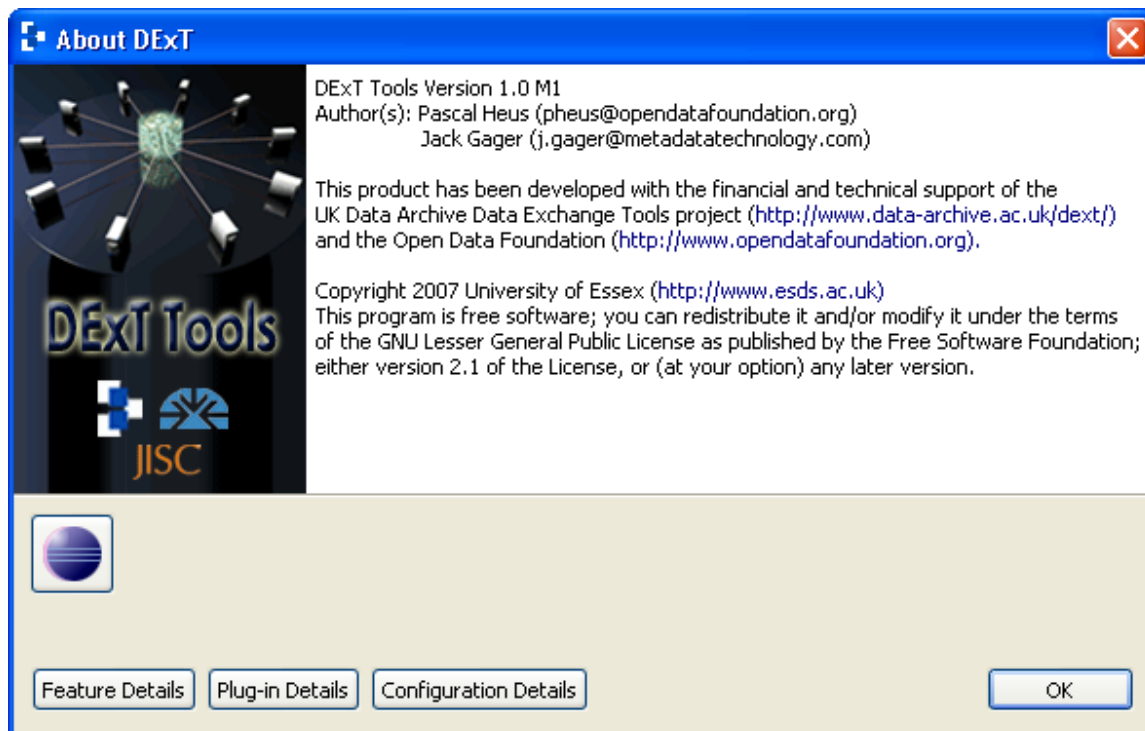 About DExT
DExT Tools Version 1.0 M1
Author(s): Pascal Heus (pheus@opendatafoundation.org)
Jack Gager (j.gager@metadatatechnology.com)
This product has been developed with the financial and technical support of the
UK Data Archive Data Exchange Tools project (http://www.data-archive.ac.uk/dext/)
and the Open Data Foundation (http://www.opendatafoundation.org).
Copyright 2007 University of Essex (http://www.esds.ac.uk)
This program is free software; you can redistribute it and/or modify it under the terms
of the GNU Lesser General Public License as published by the Free Software Foundation;
either version 2.1 of the License, or (at your option) any later version.
DExT Tools
JISC
Feature Details
Plug-in Details
Configuration Details
OK